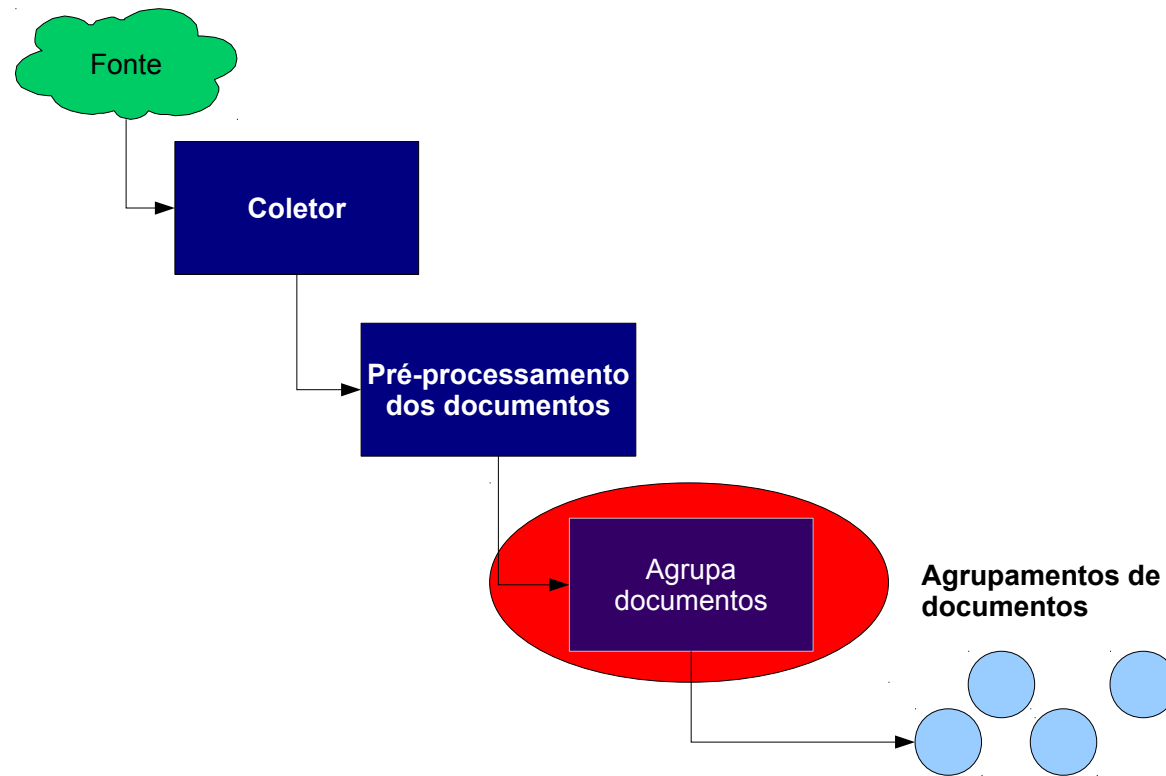 Fonte
Coletor
Pré-processamento
dos documentos
Agrupa
documentos
Agrupamentos de
documentos